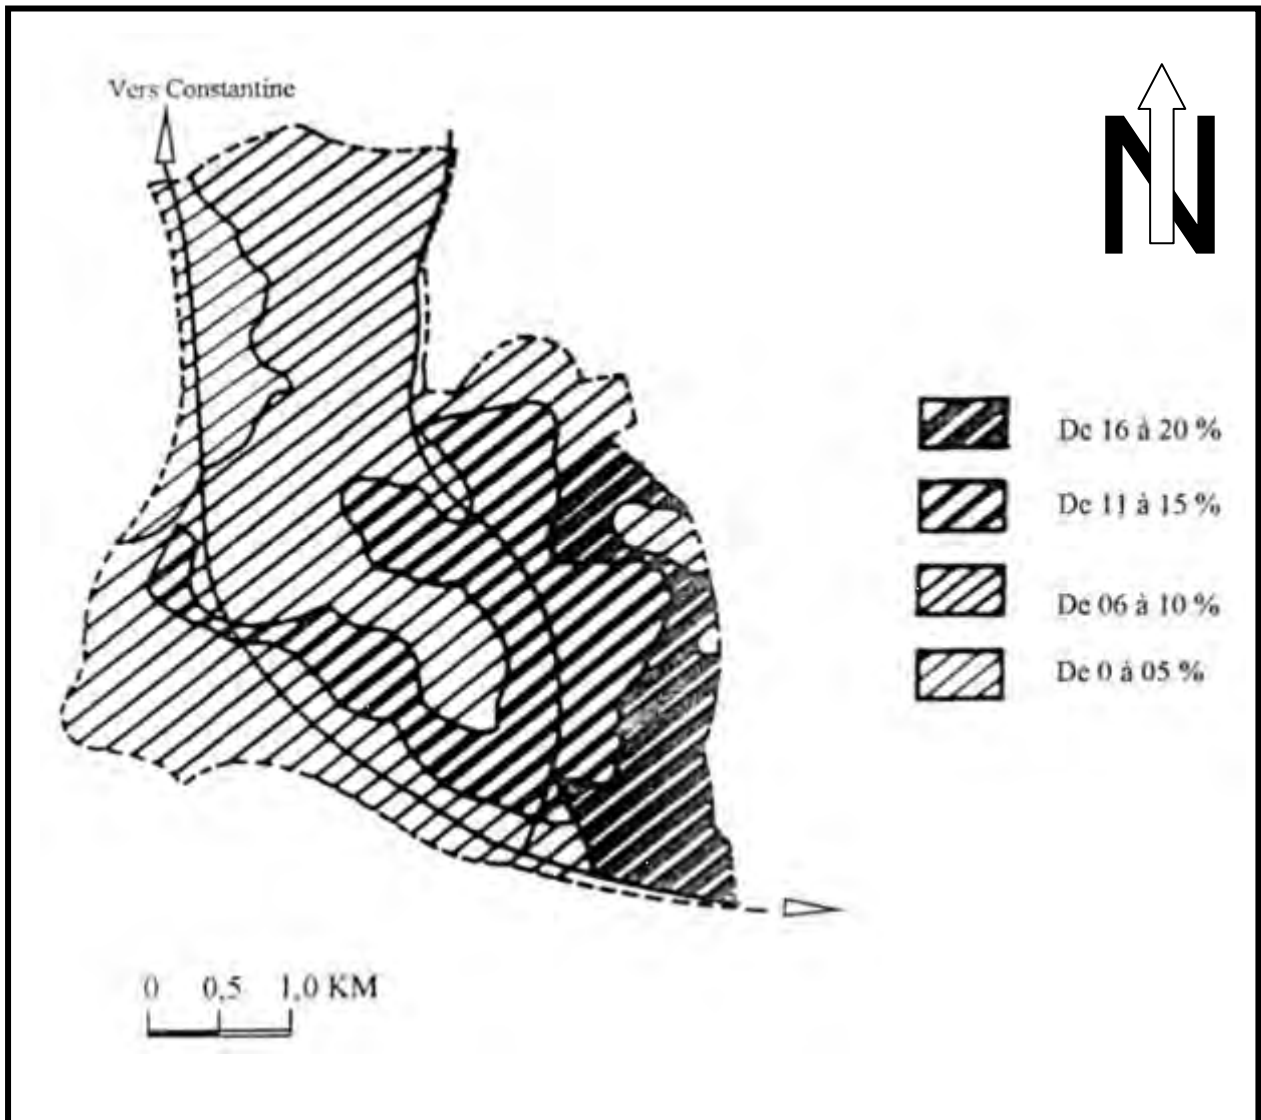 Vers Constantine
N
De 16 à 20 %
De 11 à 15 %
De 06 à 10 %
De 0 à 05 %
0 0,5 1,0 KM